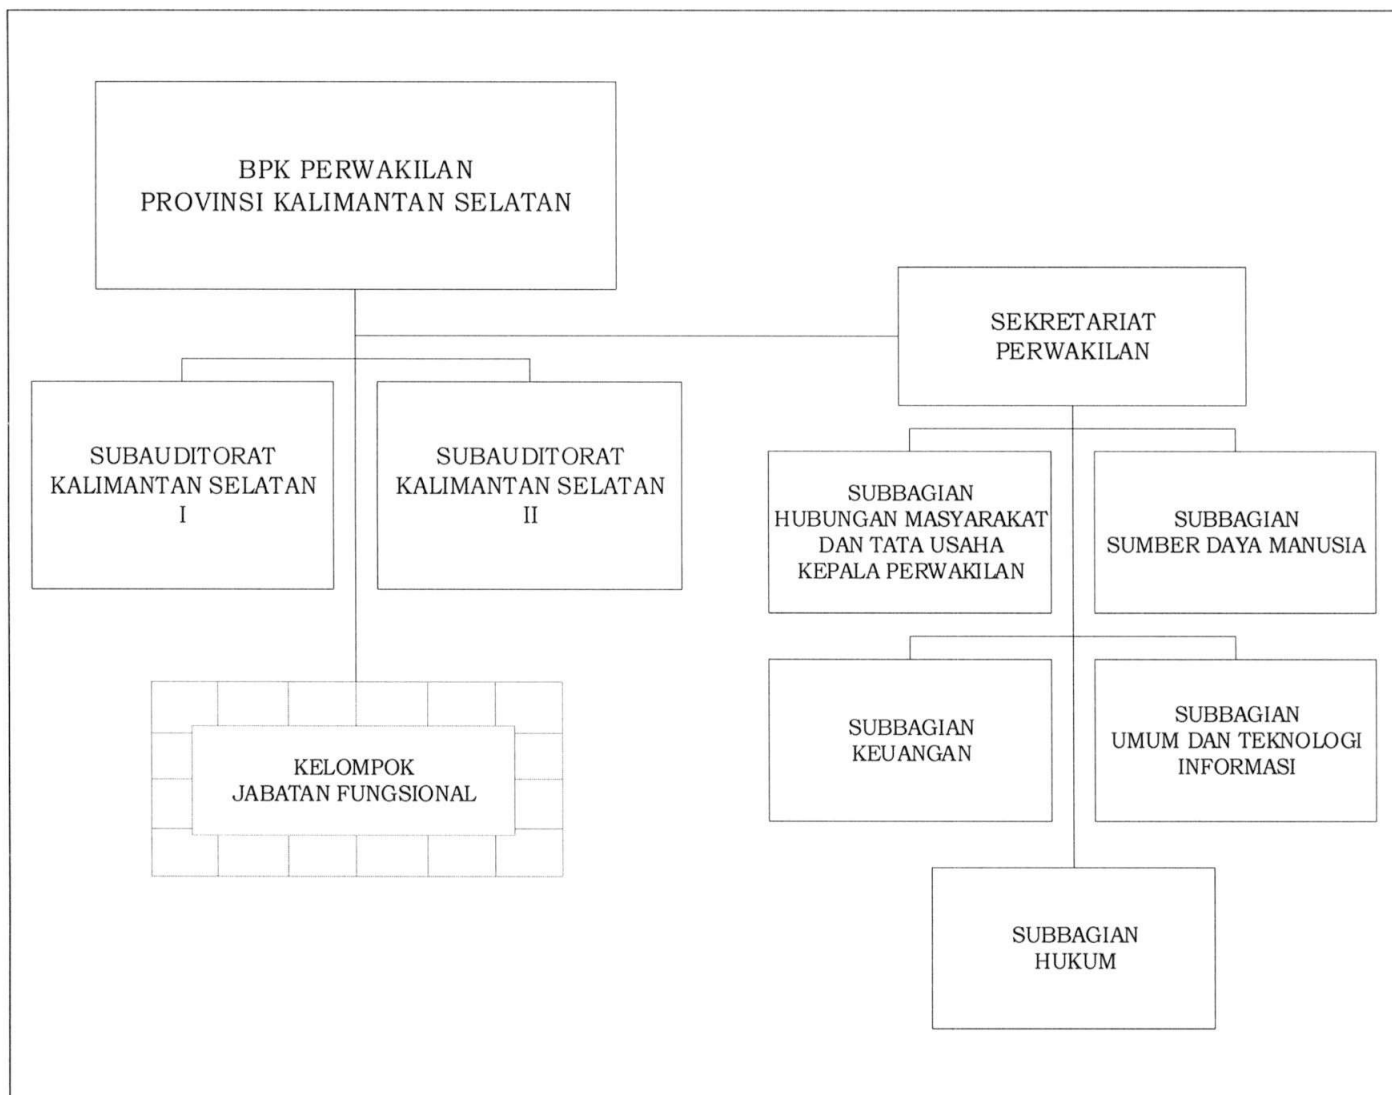 BPK PERWAKILAN
PROVINSI KALIMANTAN SELATAN
SEKRETARIAT
PERWAKILAN
SUBAUDITORAT
KALIMANTAN SELATAN
I
SUBAUDITORAT
KALIMANTAN SELATAN
II
SUBBAGIAN
HUBUNGAN MASYARAKAT
DAN TATA USAHA
KEPALA PERWAKILAN
SUBBAGIAN
SUMBER DAYA MANUSIA
SUBBAGIAN
KEUANGAN
SUBBAGIAN
UMUM DAN TEKNOLOGI
INFORMASI
KELOMPOK
JABATAN FUNGSIONAL
SUBBAGIAN
HUKUM